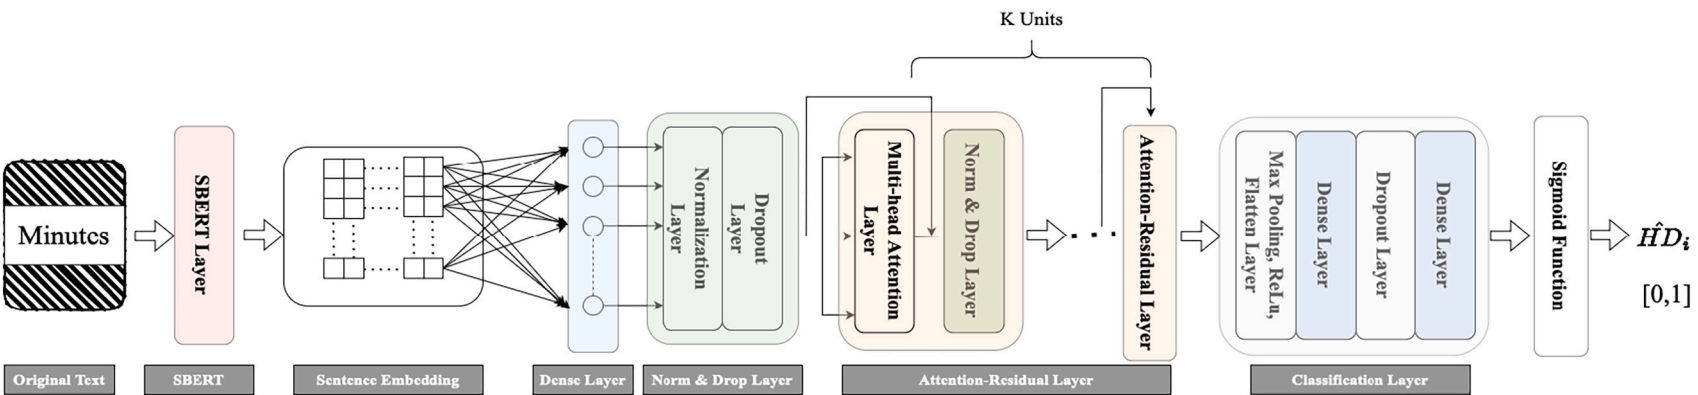 K Units
Minutes
SBERT Layer
Normalization
Layer
Dropout
Layer
Multi-head Attention
Layer
Norm & Drop Layer
. . .
Attention-Residual Layer
Max Pooling, ReLu,
Flatten Layer
Dense Layer
Dropout Layer
Dense Layer
Sigmoid Function
ĤD_i
[0,1]
Original Text
SBERT
Sentence Embedding
Dense Layer
Norm & Drop Layer
Attention-Residual Layer
Classification Layer